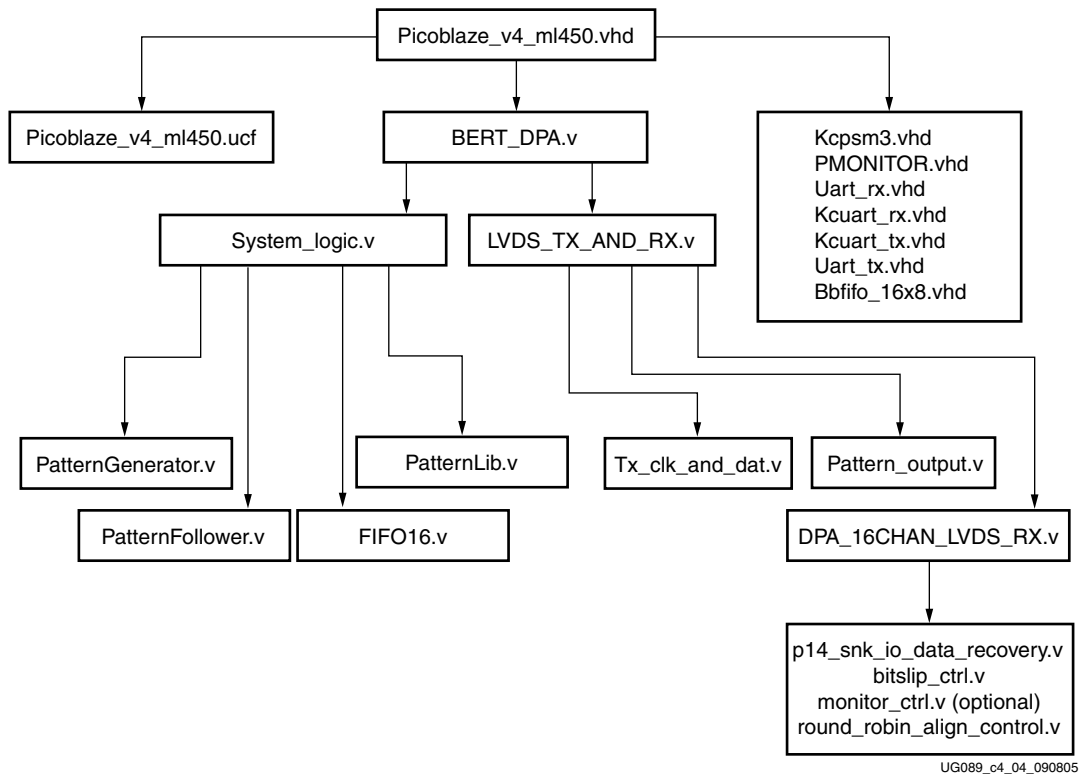 Picoblaze_v4_ml450.vhd
Picoblaze_v4_ml450.ucf
BERT_DPA.v
Kcpsm3.vhd
PMONITOR.vhd
Uart_rx.vhd
Kcuart_rx.vhd
Kcuart_tx.vhd
Uart_tx.vhd
Bbfifo_16x8.vhd
System_logic.v
LVDS_TX_AND_RX.v
PatternGenerator.v
PatternLib.v
Tx_clk_and_dat.v
Pattern_output.v
PatternFollower.v
FIFO16.v
DPA_16CHAN_LVDS_RX.v
p14_snk_io_data_recovery.v
bitslip_ctrl.v
monitor_ctrl.v (optional)
round_robin_align_control.v
UG089_c4_04_090805